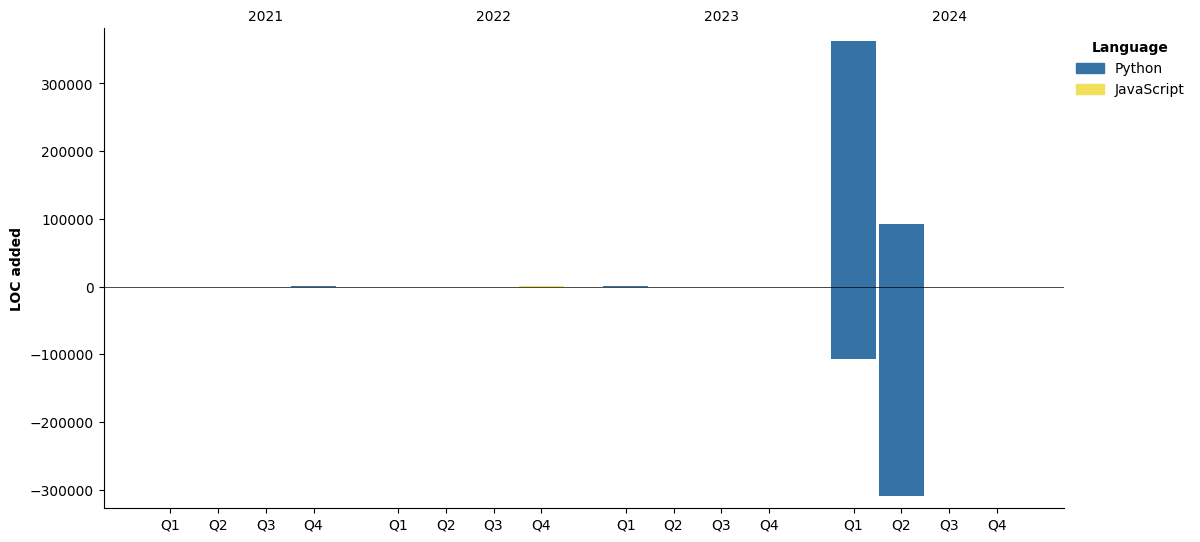 2021 2022 2023 2024
Language
Python
JavaScript
LOC added
300000
200000
100000
0
−100000
−200000
−300000
Q1 Q2 Q3 Q4 Q1 Q2 Q3 Q4 Q1 Q2 Q3 Q4 Q1 Q2 Q3 Q4